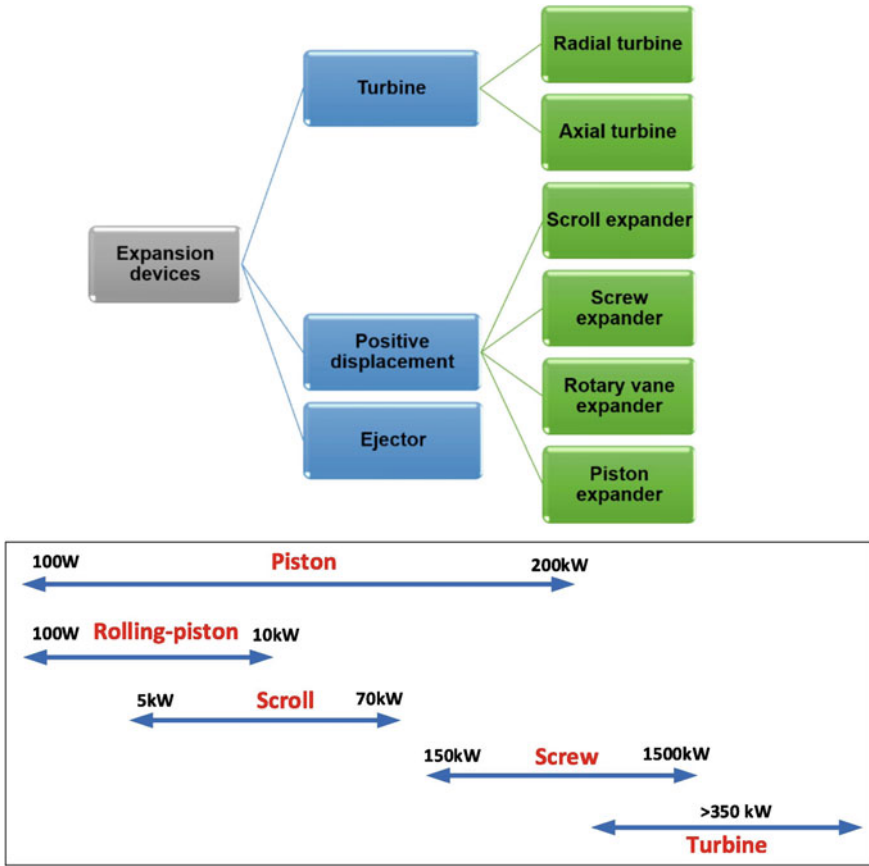 Radial turbine
Turbine
Axial turbine
Scroll expander
Expansion
devices
Screw
expander
Positive
displacement
Rotary vane
expander
Ejector
Piston
expander
100W Piston 200kW
100W Rolling-piston 10kW
5kW Scroll 70kW
150kW Screw 1500kW
>350 kW
Turbine